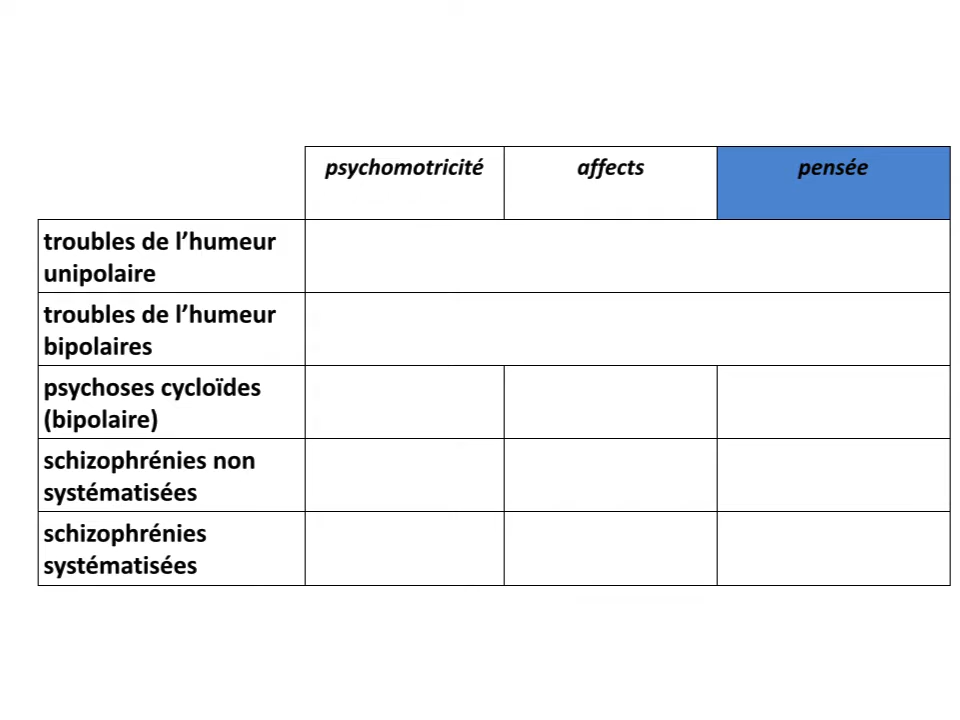 psychomotricité affects pensée
troubles de l’humeur
unipolaire
troubles de l’humeur
bipolaires
psychoses cycloïdes
(bipolaire)
schizophrénies non
systématisées
schizophrénies
systématisées